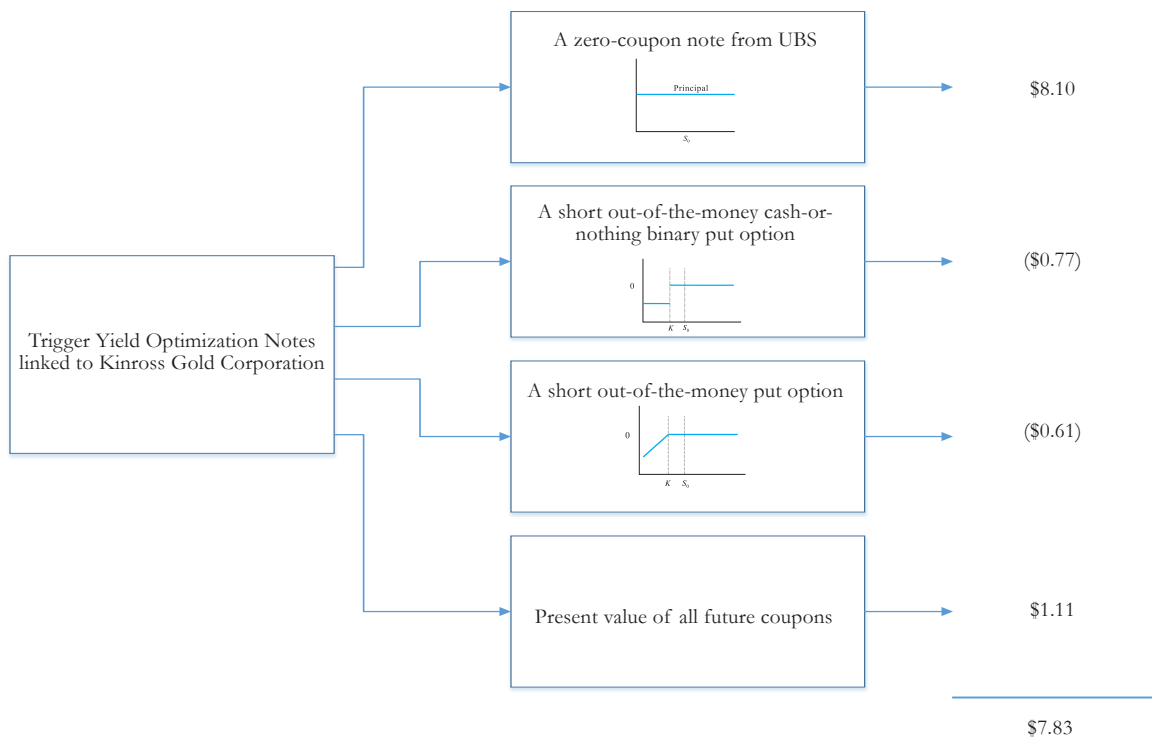 A zero-coupon note from UBS
Principal
S₀
$8.10
A short out-of-the-money cash-or-
nothing binary put option
0
K S₀
($0.77)
Trigger Yield Optimization Notes
linked to Kinross Gold Corporation
A short out-of-the-money put option
0
K S₀
($0.61)
Present value of all future coupons
$1.11
$7.83